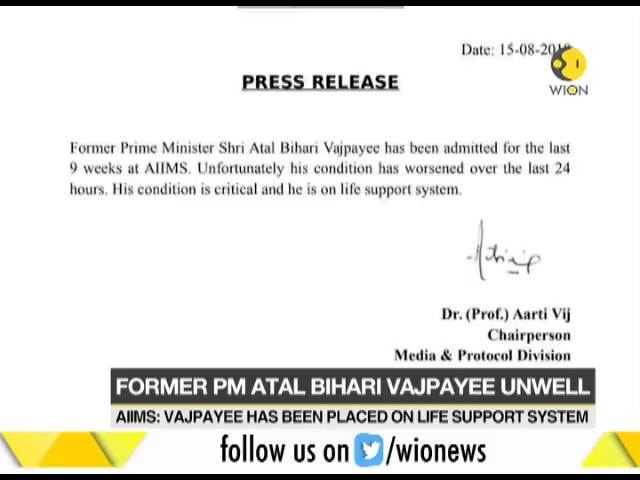 Date: 15-08-2018
WION
PRESS RELEASE
Former Prime Minister Shri Atal Bihari Vajpayee has been admitted for the last
9 weeks at AIIMS. Unfortunately his condition has worsened over the last 24
hours. His condition is critical and he is on life support system.
Dr. (Prof.) Aarti Vij
Chairperson
Media & Protocol Division
FORMER PM ATAL BIHARI VAJPAYEE UNWELL
AIIMS: VAJPAYEE HAS BEEN PLACED ON LIFE SUPPORT SYSTEM
follow us on /wionews